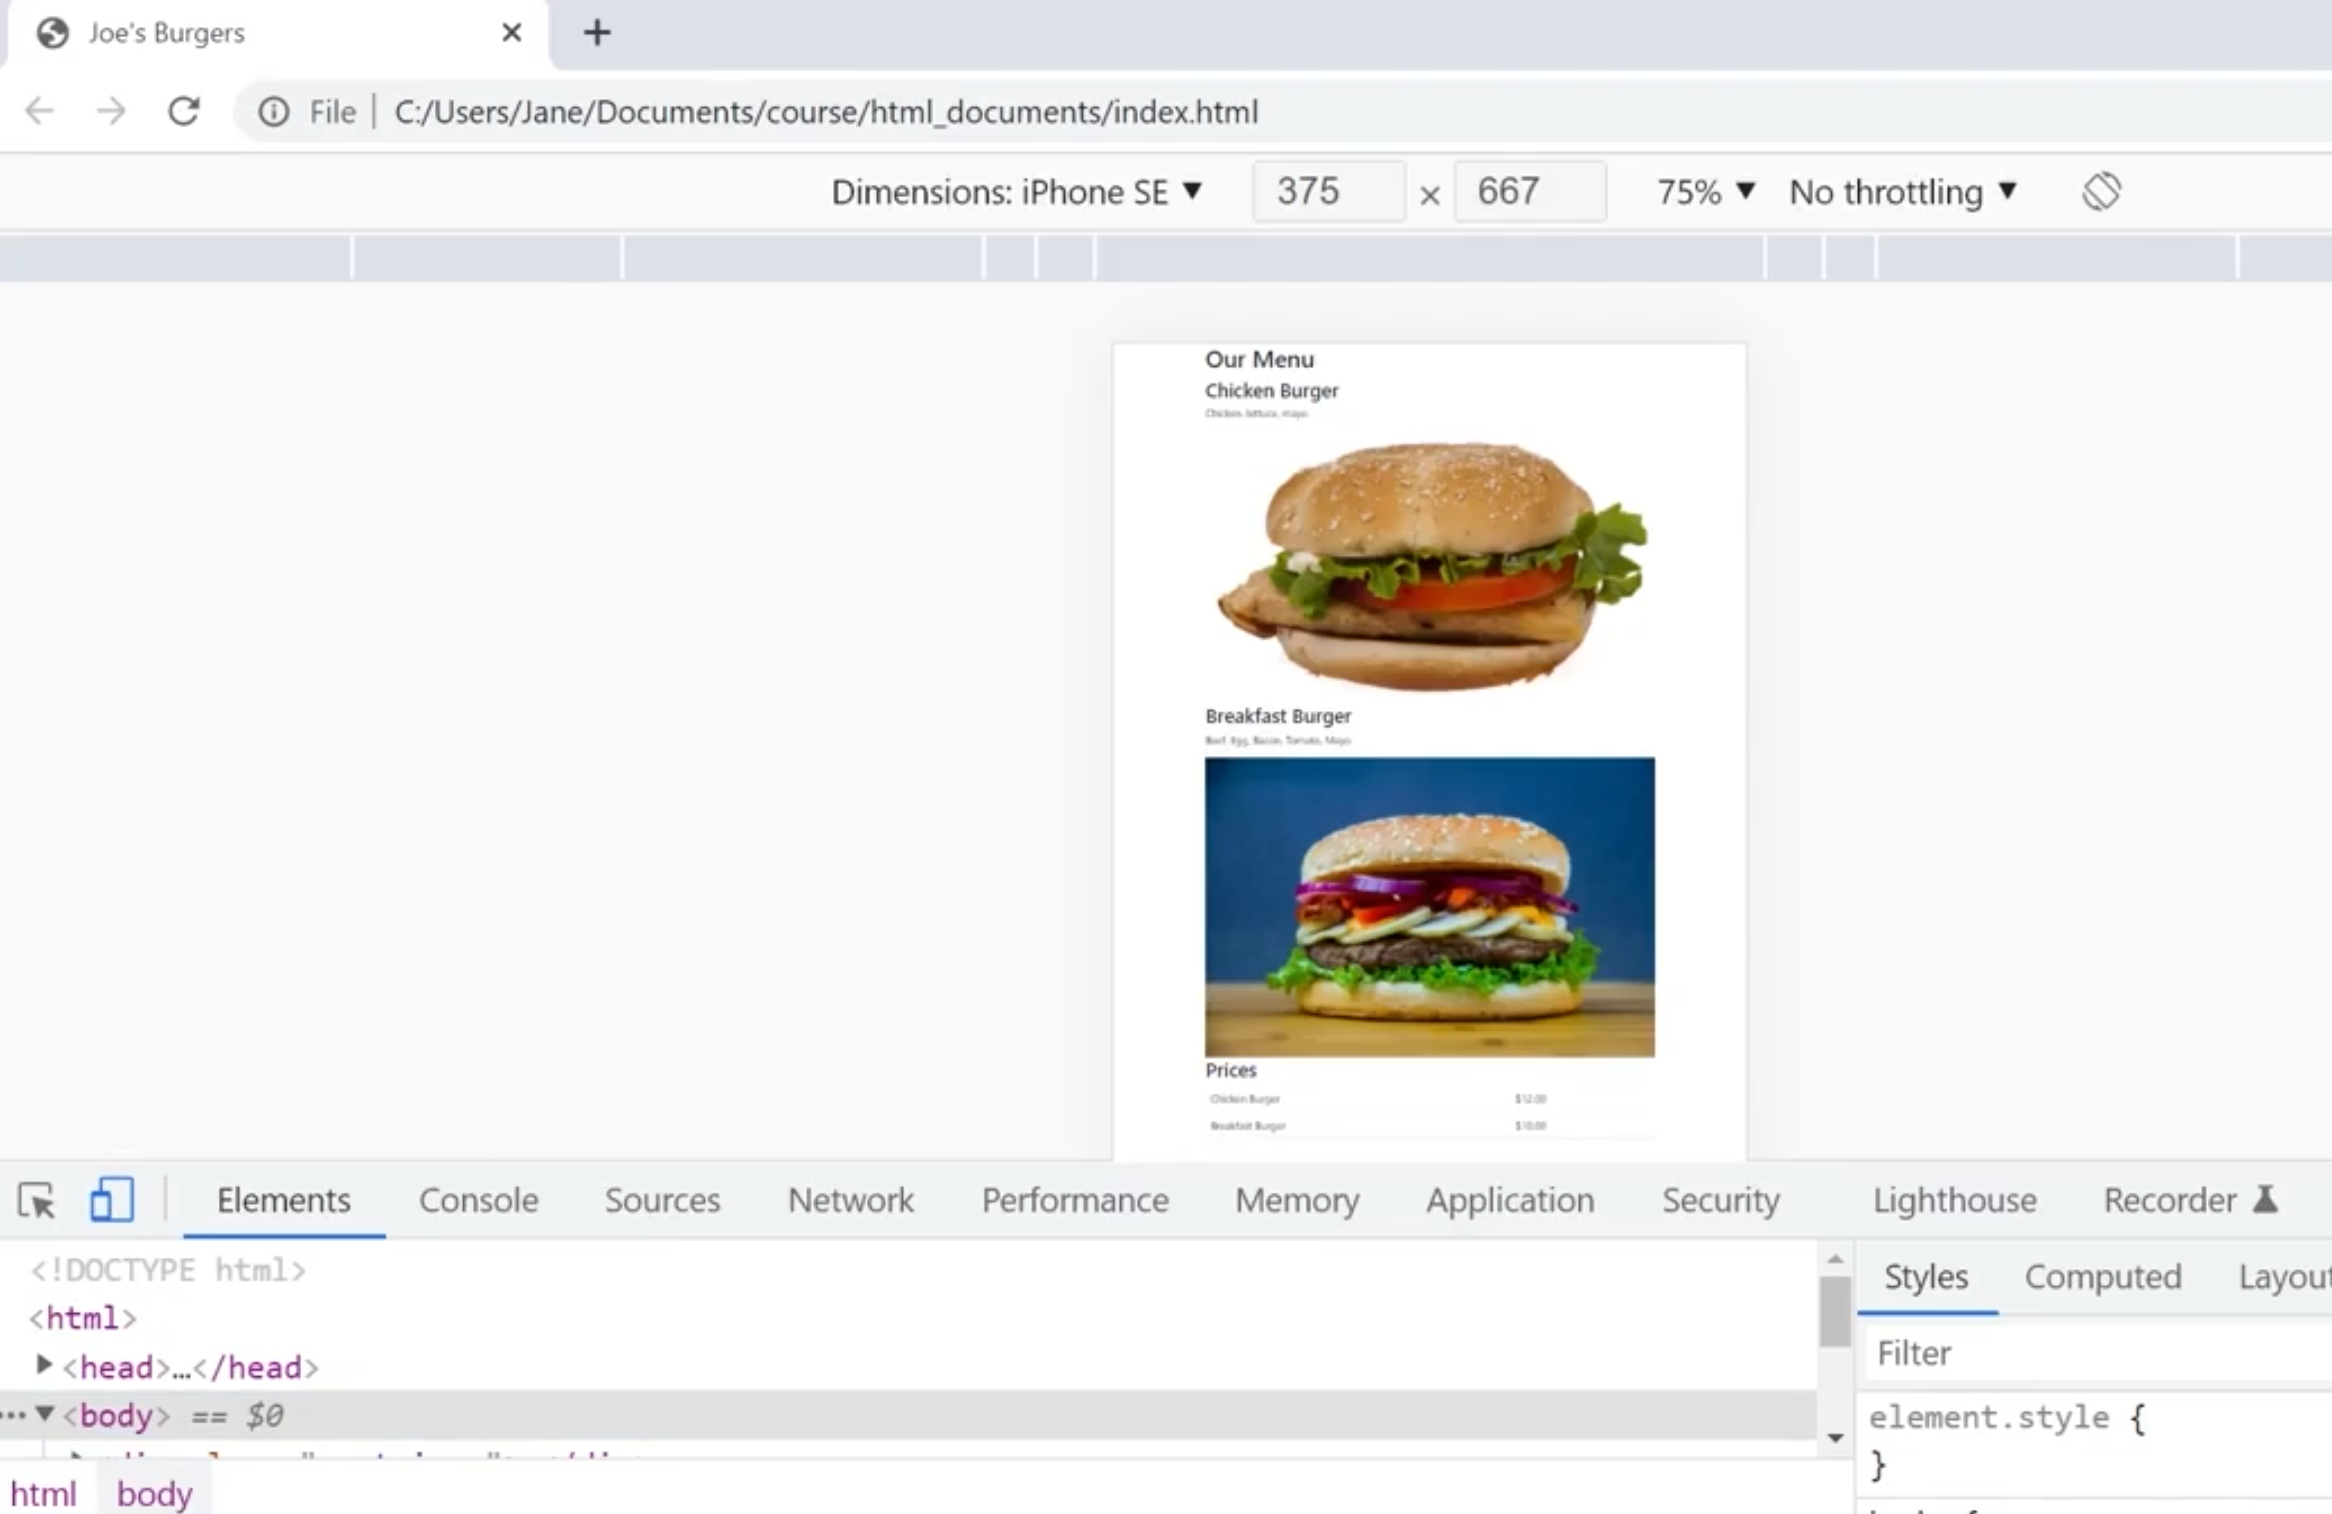 Joe's Burgers
File | C:/Users/Jane/Documents/course/html_documents/index.html
Dimensions: iPhone SE ▼ 375 × 667 75% ▼ No throttling ▼
Our Menu
Chicken Burger
Chicken, lettuce, mayo
Breakfast Burger
Beef, Egg, Bacon, Tomato, Mayo
Prices
Chicken Burger $12.00
Breakfast Burger $10.00
Elements Console Sources Network Performance Memory Application Security Lighthouse Recorder
<!DOCTYPE html>
<html>
<head>…</head>
<body> == $0
html body
Styles Computed Layout
Filter
element.style {
}